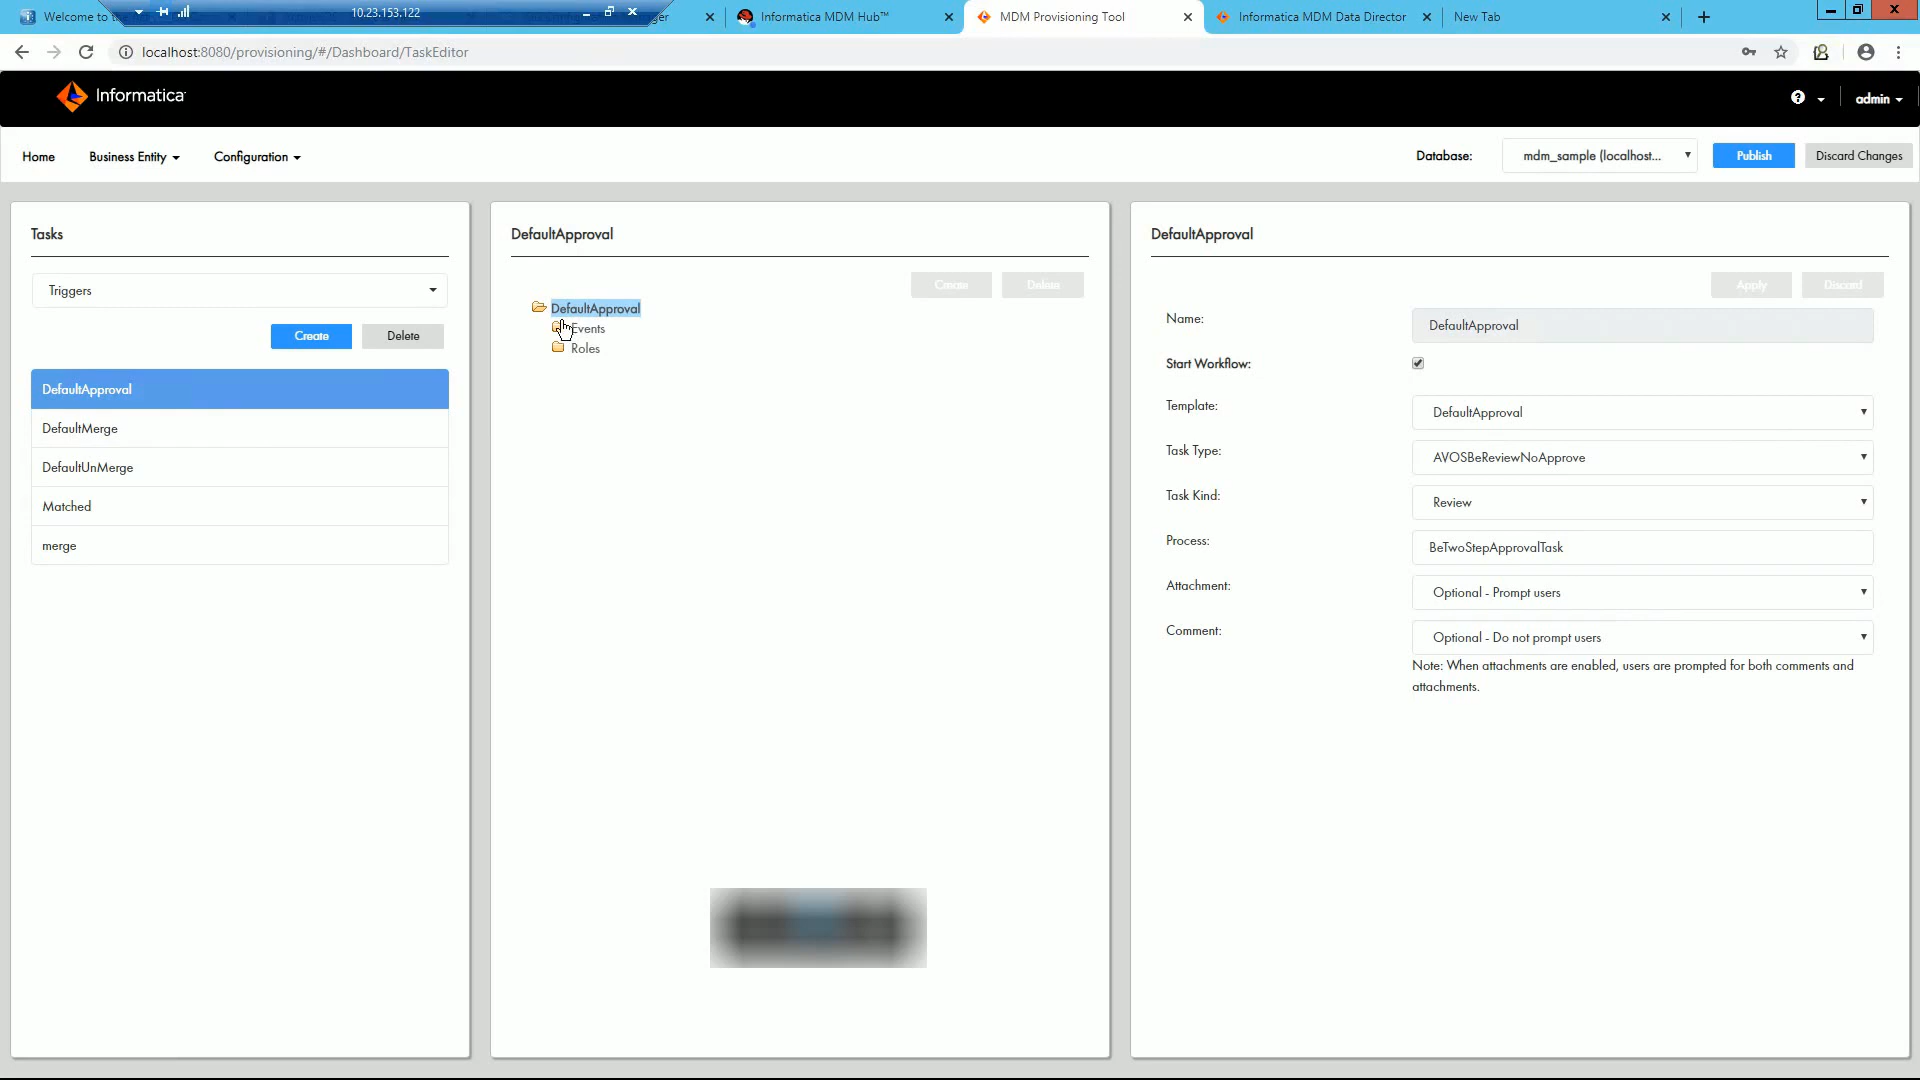 Welcome to th
10.23.153.122
ger
Informatica MDM Hub™
MDM Provisioning Tool
Informatica MDM Data Director
New Tab
localhost:8080/provisioning/#/Dashboard/TaskEditor
Informatica
admin
Home
Business Entity
Configuration
Database:
mdm_sample (localhost...
Publish
Discard Changes
Tasks
Triggers
Create
Delete
DefaultApproval
DefaultMerge
DefaultUnMerge
Matched
merge
DefaultApproval
Create
Delete
DefaultApproval
Events
Roles
DefaultApproval
Apply
Discard
Name:
DefaultApproval
Start Workflow:
Template:
DefaultApproval
Task Type:
AVOSBeReviewNoApprove
Task Kind:
Review
Process:
BeTwoStepApprovalTask
Attachment:
Optional - Prompt users
Comment:
Optional - Do not prompt users
Note: When attachments are enabled, users are prompted for both comments and
attachments.